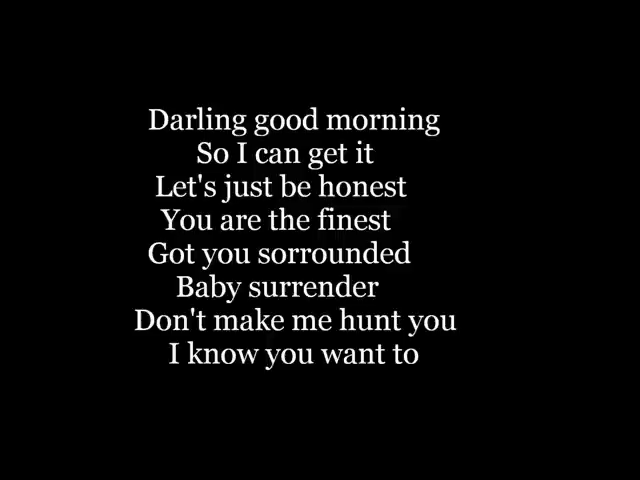 Darling good morning
So I can get it
Let's just be honest
You are the finest
Got you sorrounded
Baby surrender
Don't make me hunt you
I know you want to